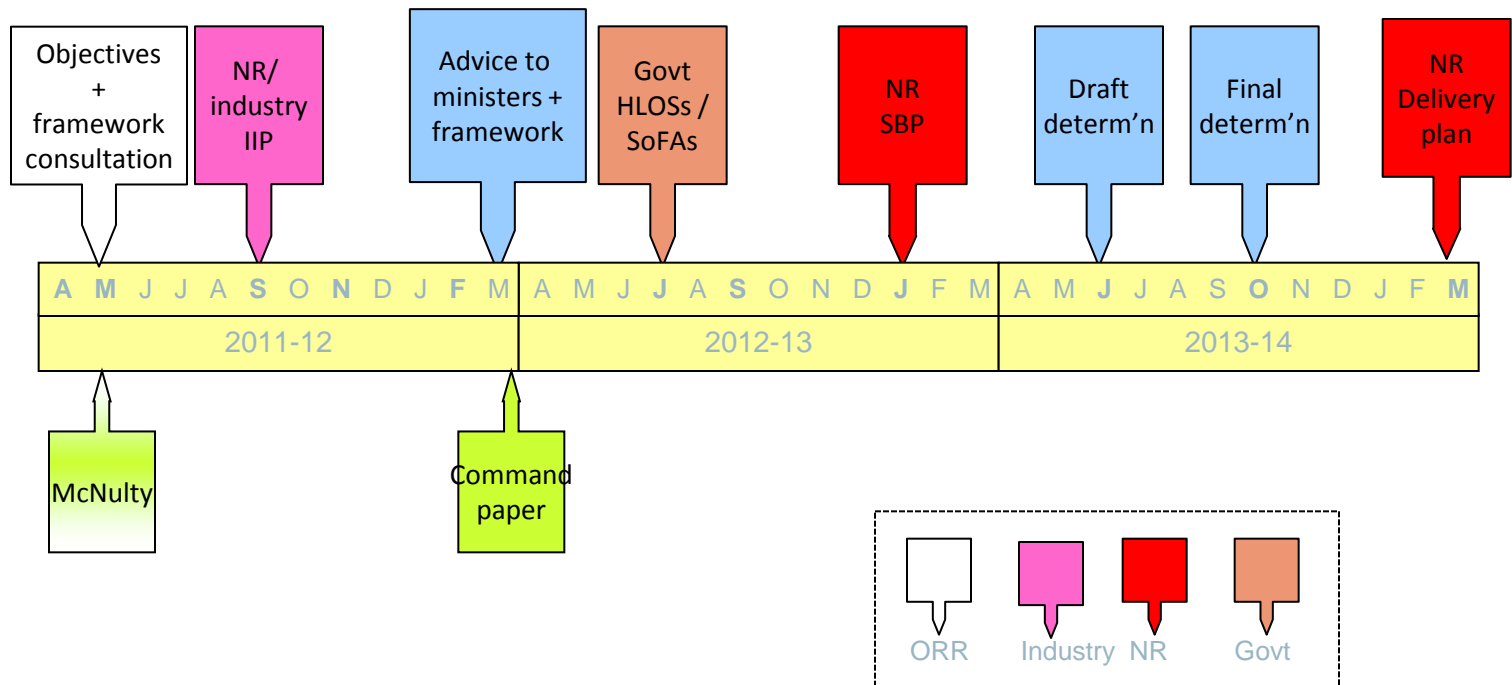 Objectives
+
framework
consultation
NR/
industry
IIP
Advice to
ministers +
framework
Govt
HLOSs /
SoFAs
NR
SBP
Draft
determ’n
Final
determ’n
NR
Delivery
plan
A M J J A S O N D J F M A M J J A S O N D J F M A M J J A S O N D J F M
2011-12 2012-13 2013-14
McNulty
Command
paper
ORR Industry NR Govt